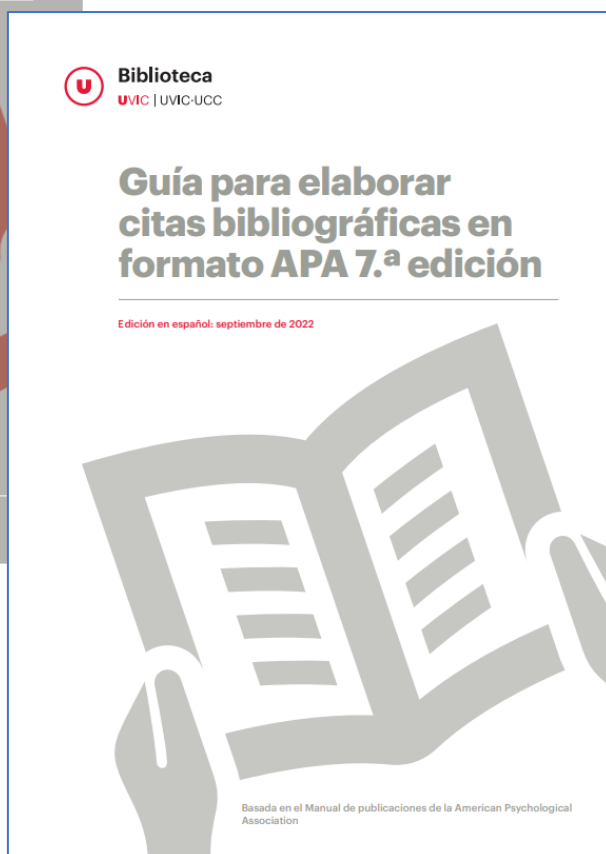 U
Biblioteca
UVIC | UVIC·UCC
Guía para elaborar
citas bibliográficas en
formato APA 7.ª edición
Edición en español: septiembre de 2022
Basada en el Manual de publicaciones de la American Psychological
Association